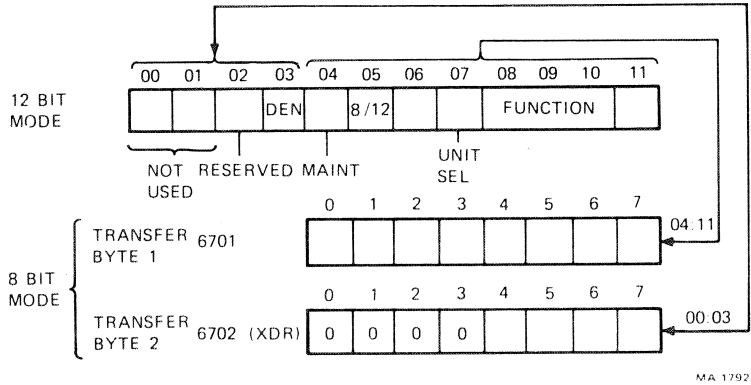 00 01 02 03 04 05 06 07 08 09 10 11
12 BIT
MODE
DEN 8/12 FUNCTION
NOT
USED
RESERVED MAINT
UNIT
SEL
0 1 2 3 4 5 6 7
04:11
TRANSFER
BYTE 1
6701
8 BIT
MODE
0 1 2 3 4 5 6 7
00:03
TRANSFER
BYTE 2
6702 (XDR) 0 0 0 0
MA 1792